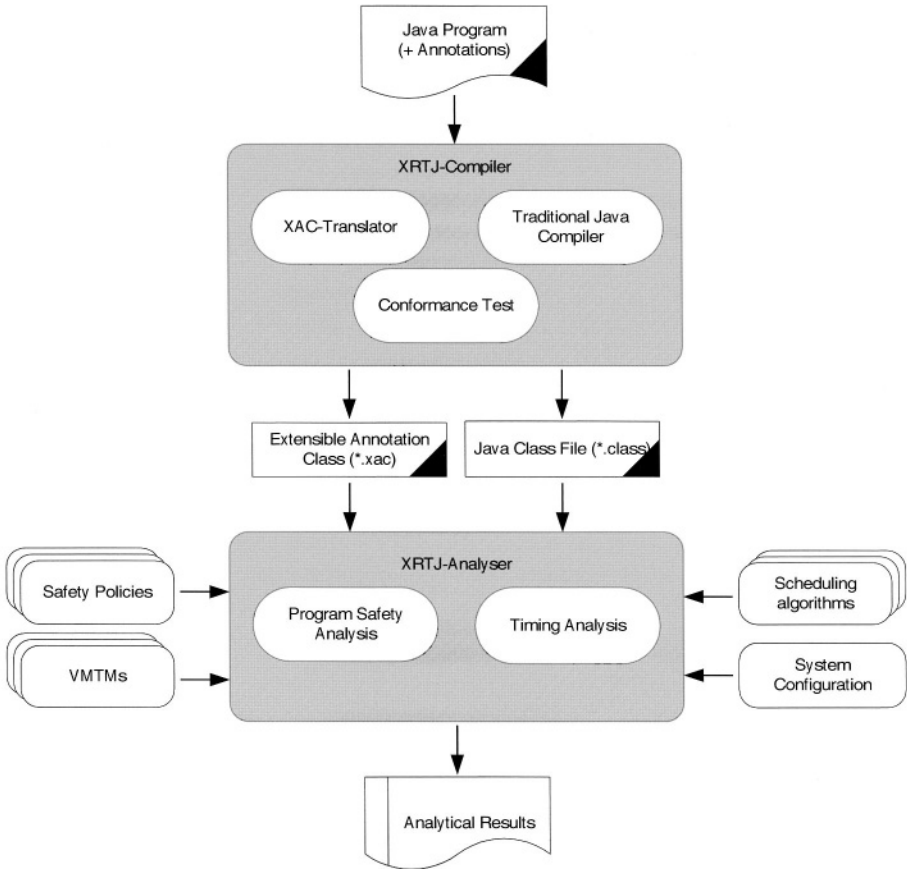 Java Program
(+ Annotations)
XRTJ-Compiler
XAC-Translator
Traditional Java
Compiler
Conformance Test
Extensible Annotation
Class (*.xac)
Java Class File (*.class)
XRTJ-Analyser
Safety Policies
Program Safety
Analysis
Timing Analysis
Scheduling
algorithms
VMTMs
System
Configuration
Analytical Results